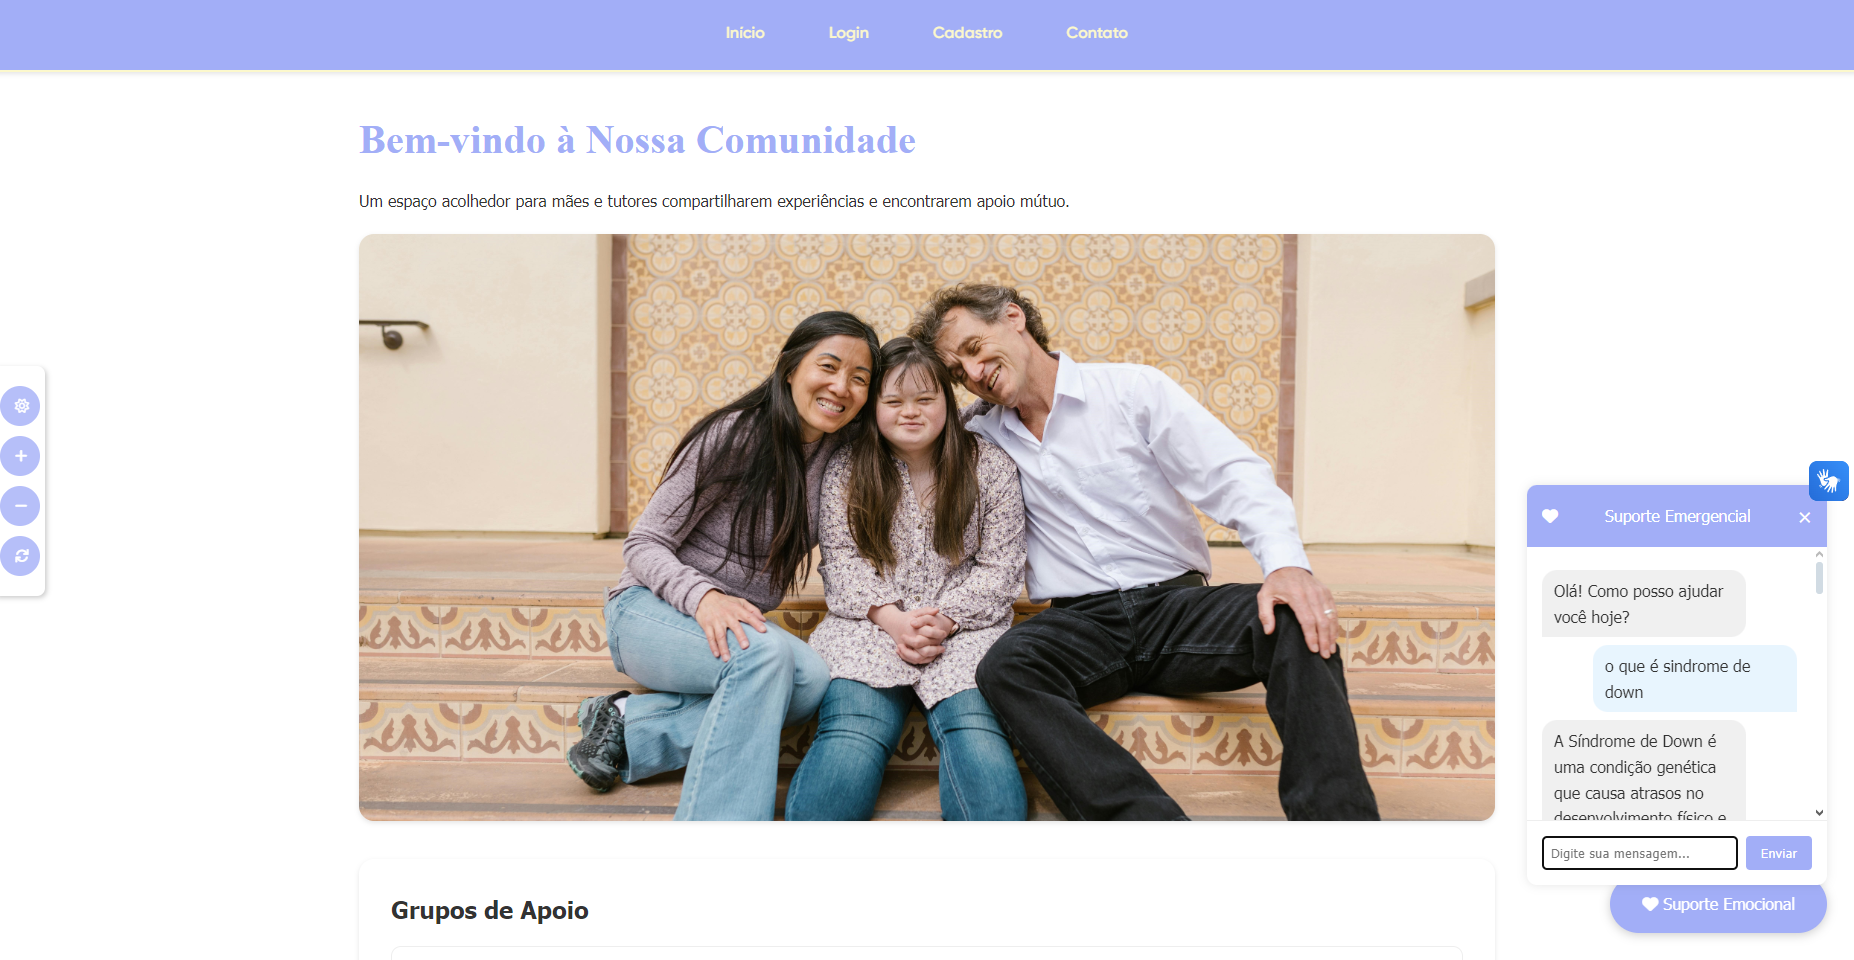 Início Login Cadastro Contato
Bem-vindo à Nossa Comunidade
Um espaço acolhedor para mães e tutores compartilharem experiências e encontrarem apoio mútuo.
Grupos de Apoio
Suporte Emergencial
Olá! Como posso ajudar
você hoje?
o que é sindrome de
down
A Síndrome de Down é
uma condição genética
que causa atrasos no
desenvolvimento físico e
Digite sua mensagem...
Enviar
Suporte Emocional